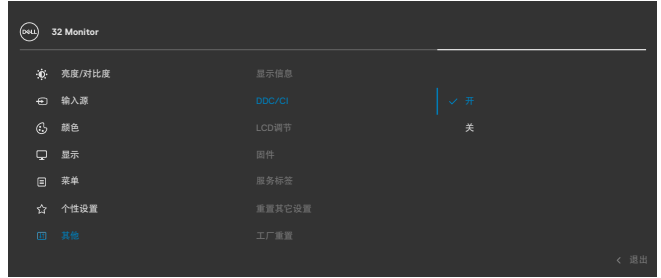 DELL 32 Monitor
亮度/对比度 显示信息
输入源 DDC/CI 开
颜色 LCD调节 关
显示 固件
菜单 服务标签
个性设置 重置其它设置
其他 工厂重置
退出